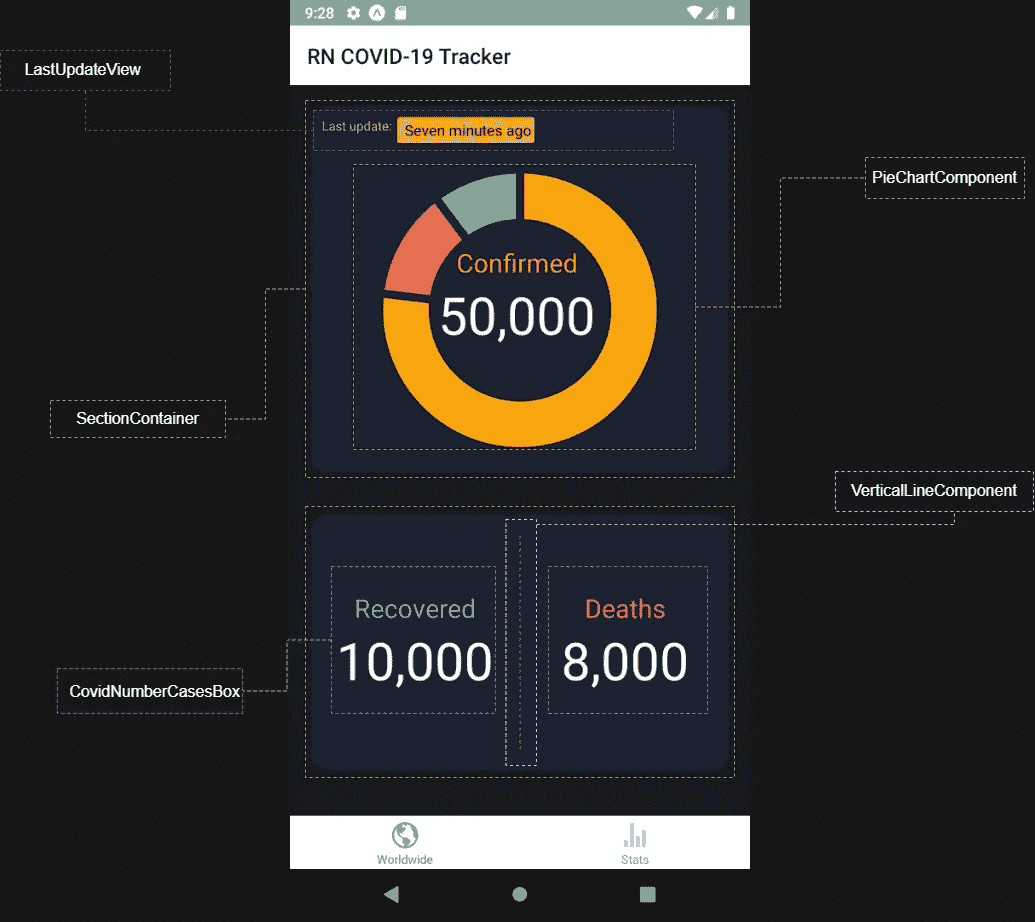 9:28
RN COVID-19 Tracker
LastUpdateView
Last update: Seven minutes ago
PieChartComponent
Confirmed
50,000
SectionContainer
VerticalLineComponent
Recovered
10,000
Deaths
8,000
CovidNumberCasesBox
Worldwide
Stats